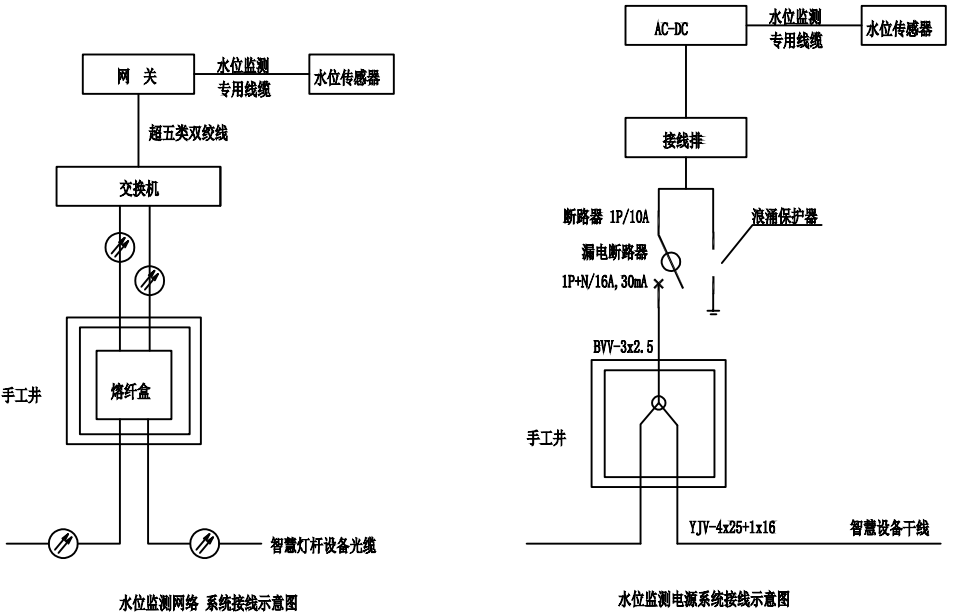 网 关
水位监测
专用线缆
水位传感器
超五类双绞线
交换机
手工井
熔纤盒
智慧灯杆设备光缆
水位监测网络 系统接线示意图
AC-DC
水位监测
专用线缆
水位传感器
接线排
断路器 1P/10A
浪涌保护器
漏电断路器
1P+N/16A,30mA
BVV-3x2.5
手工井
YJV-4x25+1x16
智慧设备干线
水位监测电源系统接线示意图